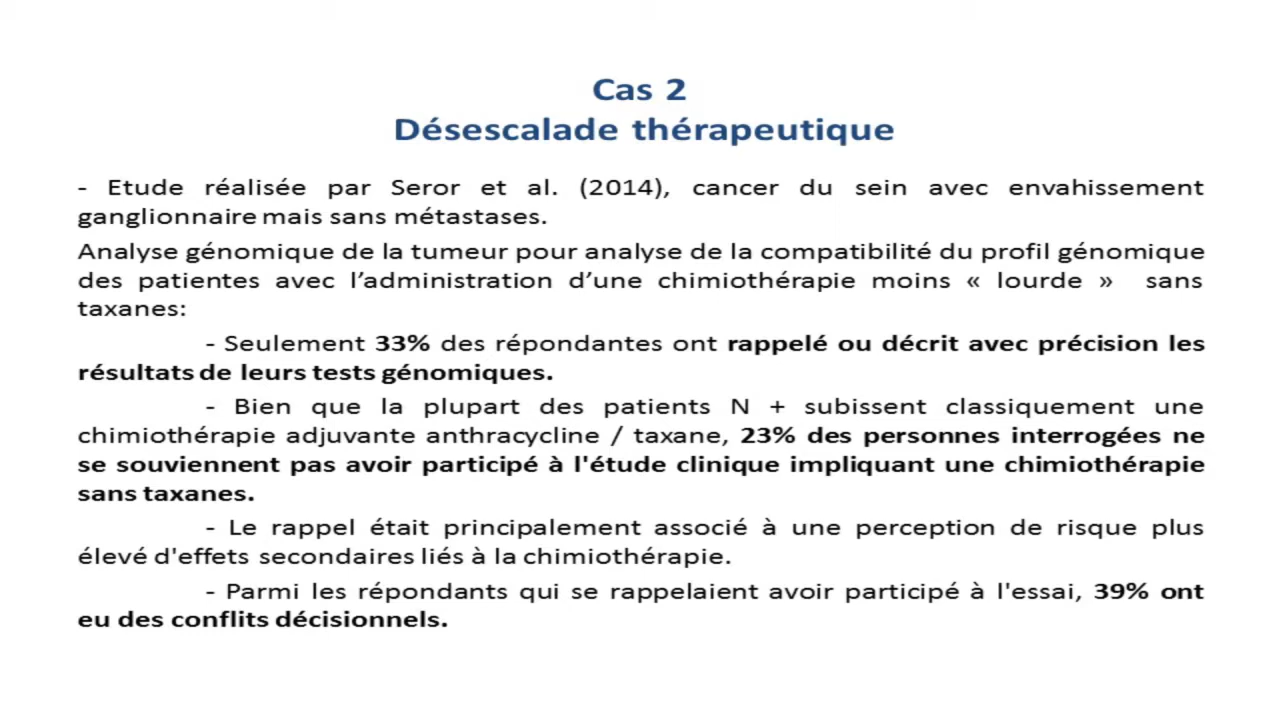 Cas 2
Désescalade thérapeutique
- Etude réalisée par Seror et al. (2014), cancer du sein avec envahissement
ganglionnaire mais sans métastases.
Analyse génomique de la tumeur pour analyse de la compatibilité du profil génomique
des patientes avec l’administration d’une chimiothérapie moins « lourde » sans
taxanes:
- Seulement 33% des répondantes ont rappelé ou décrit avec précision les
résultats de leurs tests génomiques.
- Bien que la plupart des patients N + subissent classiquement une
chimiothérapie adjuvante anthracycline / taxane, 23% des personnes interrogées ne
se souviennent pas avoir participé à l'étude clinique impliquant une chimiothérapie
sans taxanes.
- Le rappel était principalement associé à une perception de risque plus
élevé d'effets secondaires liés à la chimiothérapie.
- Parmi les répondants qui se rappelaient avoir participé à l'essai, 39% ont
eu des conflits décisionnels.